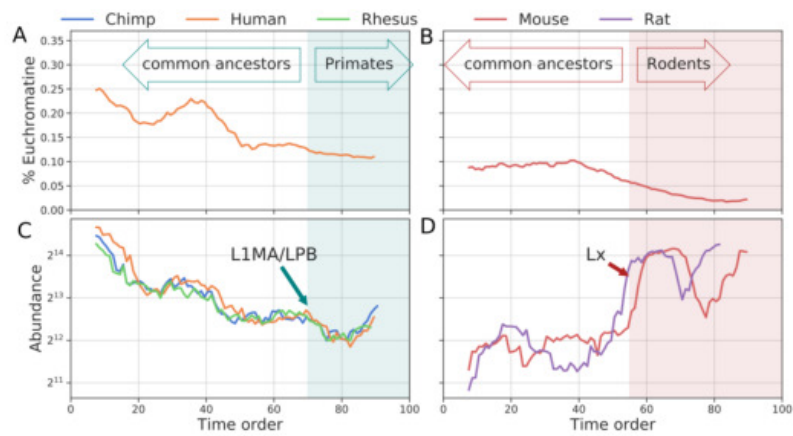 Chimp Human Rhesus Mouse Rat
A B
0.35
0.30
0.25
0.20
0.15
0.10
0.05
0.00
% Euchromatine
common ancestors Primates
common ancestors Rodents
C D
2^14
2^13
2^12
2^11
Abundance
L1MA/LPB
Lx
0 20 40 60 80 100
0 20 40 60 80 100
Time order Time order